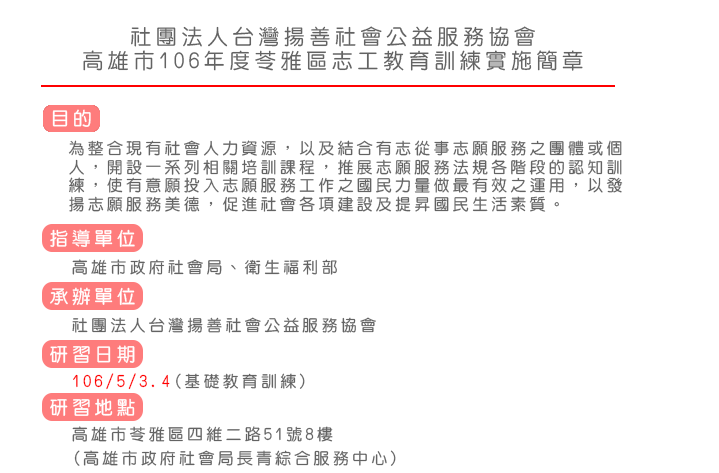 社團法人台灣揚善社會公益服務協會
高雄市106年度苓雅區志工教育訓練實施簡章
目的
為整合現有社會人力資源，以及結合有志從事志願服務之團體或個
人，開設一系列相關培訓課程，推展志願服務法規各階段的認知訓
練，使有意願投入志願服務工作之國民力量做最有效之運用，以發
揚志願服務美德，促進社會各項建設及提昇國民生活素質。
指導單位
高雄市政府社會局、衛生福利部
承辦單位
社團法人台灣揚善社會公益服務協會
研習日期
106/5/3.4(基礎教育訓練)
研習地點
高雄市苓雅區四維二路51號8樓
(高雄市政府社會局長青綜合服務中心)